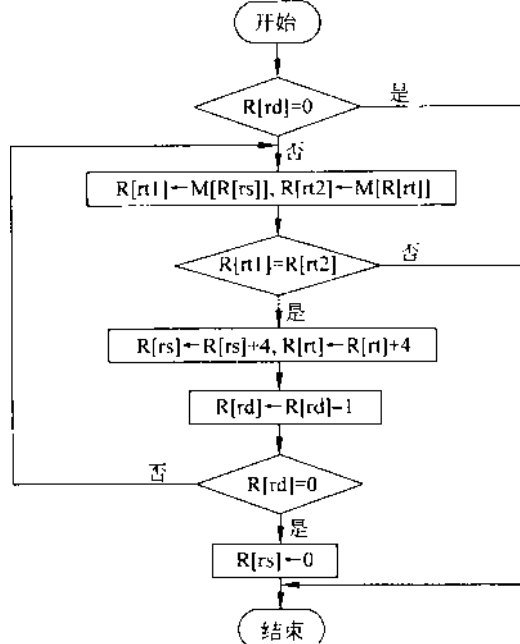 开始
R[rd]=0
是
否
R[rt1]←M[R[rs]], R[rt2]←M[R[rt]]
R[rt1]=R[rt2]
否
是
R[rs]←R[rs]+4, R[rt]←R[rt]+4
R[rd]←R[rd]-1
否
R[rd]=0
是
R[rs]←0
结束